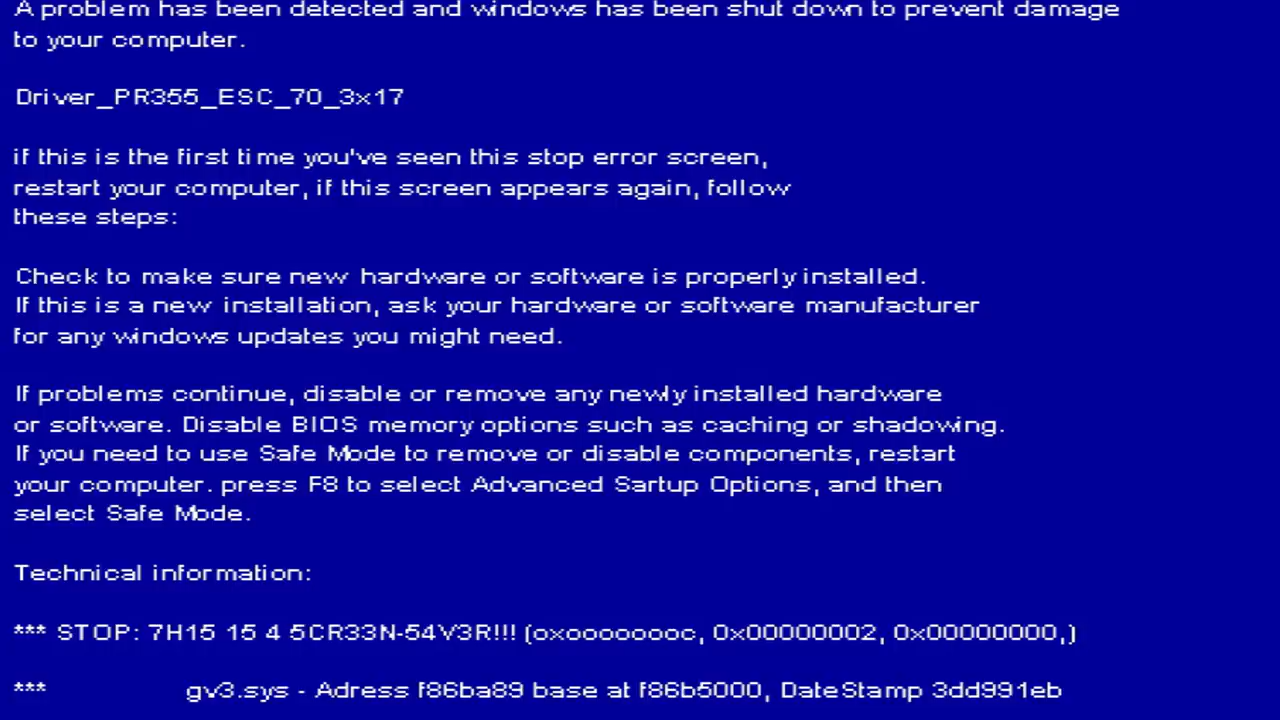 A problem has been detected and windows has been shut down to prevent damage
to your computer.
Driver_PR355_ESC_70_3x17
if this is the first time you've seen this stop error screen,
restart your computer, if this screen appears again, follow
these steps:
Check to make sure new hardware or software is properly installed.
If this is a new installation, ask your hardware or software manufacturer
for any windows updates you might need.
If problems continue, disable or remove any newly installed hardware
or software. Disable BIOS memory options such as caching or shadowing.
If you need to use Safe Mode to remove or disable components, restart
your computer. press F8 to select Advanced Sartup Options, and then
select Safe Mode.
Technical information:
*** STOP: 7H15 15 4 5CR33N-54V3R!!! (oxoooooooc, 0x00000002, 0x00000000,)
*** gv3.sys - Adress f86ba89 base at f86b5000, DateStamp 3dd991eb